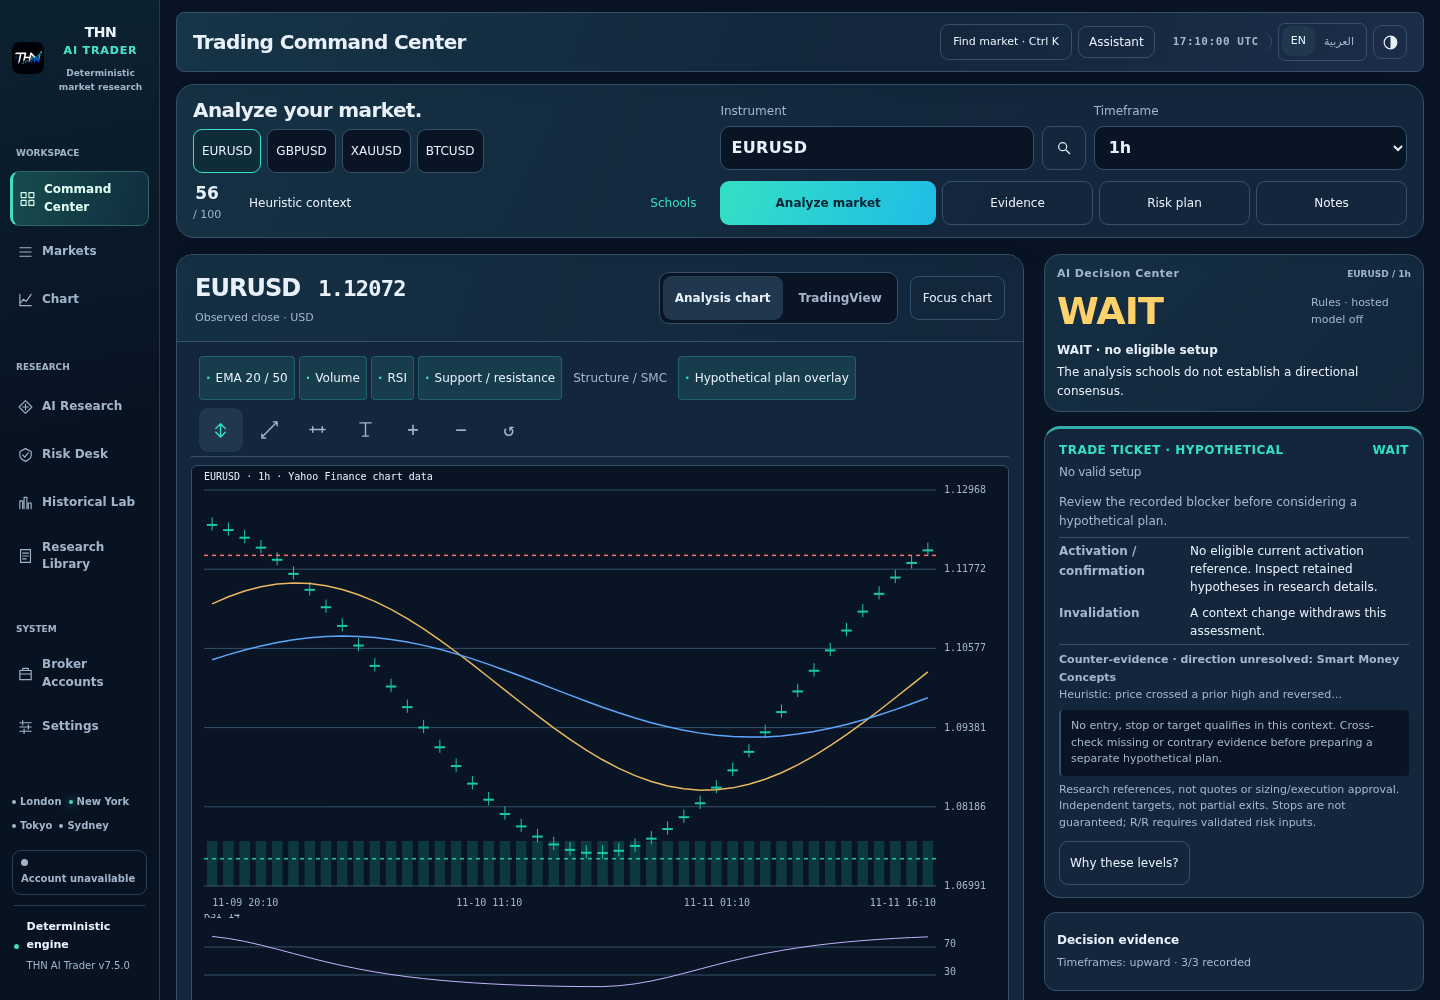 THN
AI TRADER
Deterministic
market research
WORKSPACE
Command
Center
Markets
Chart
RESEARCH
AI Research
Risk Desk
Historical Lab
Research
Library
SYSTEM
Broker
Accounts
Settings
London New York
Tokyo Sydney
Account unavailable
Deterministic
engine
THN AI Trader v7.5.0
Trading Command Center
Find market · Ctrl K
Assistant
17:10:00 UTC
EN
العربية
Analyze your market.
EURUSD GBPUSD XAUUSD BTCUSD
56
/ 100
Heuristic context
Schools
Instrument
EURUSD
Timeframe
1h
Analyze market
Evidence
Risk plan
Notes
EURUSD 1.12072
Observed close · USD
Analysis chart
TradingView
Focus chart
EMA 20 / 50
Volume
RSI
Support / resistance
Structure / SMC
Hypothetical plan overlay
EURUSD · 1h · Yahoo Finance chart data
1.12968
1.11772
1.10577
1.09381
1.08186
1.06991
11-09 20:10 11-10 11:10 11-11 01:10 11-11 16:10
RSI 14
70
30
AI Decision Center
EURUSD / 1h
WAIT
Rules · hosted
model off
WAIT · no eligible setup
The analysis schools do not establish a directional
consensus.
TRADE TICKET · HYPOTHETICAL WAIT
No valid setup
Review the recorded blocker before considering a
hypothetical plan.
Activation /
confirmation
No eligible current activation
reference. Inspect retained
hypotheses in research details.
Invalidation
A context change withdraws this
assessment.
Counter-evidence · direction unresolved: Smart Money
Concepts
Heuristic: price crossed a prior high and reversed…
No entry, stop or target qualifies in this context. Cross-
check missing or contrary evidence before preparing a
separate hypothetical plan.
Research references, not quotes or sizing/execution approval.
Independent targets, not partial exits. Stops are not
guaranteed; R/R requires validated risk inputs.
Why these levels?
Decision evidence
Timeframes: upward · 3/3 recorded